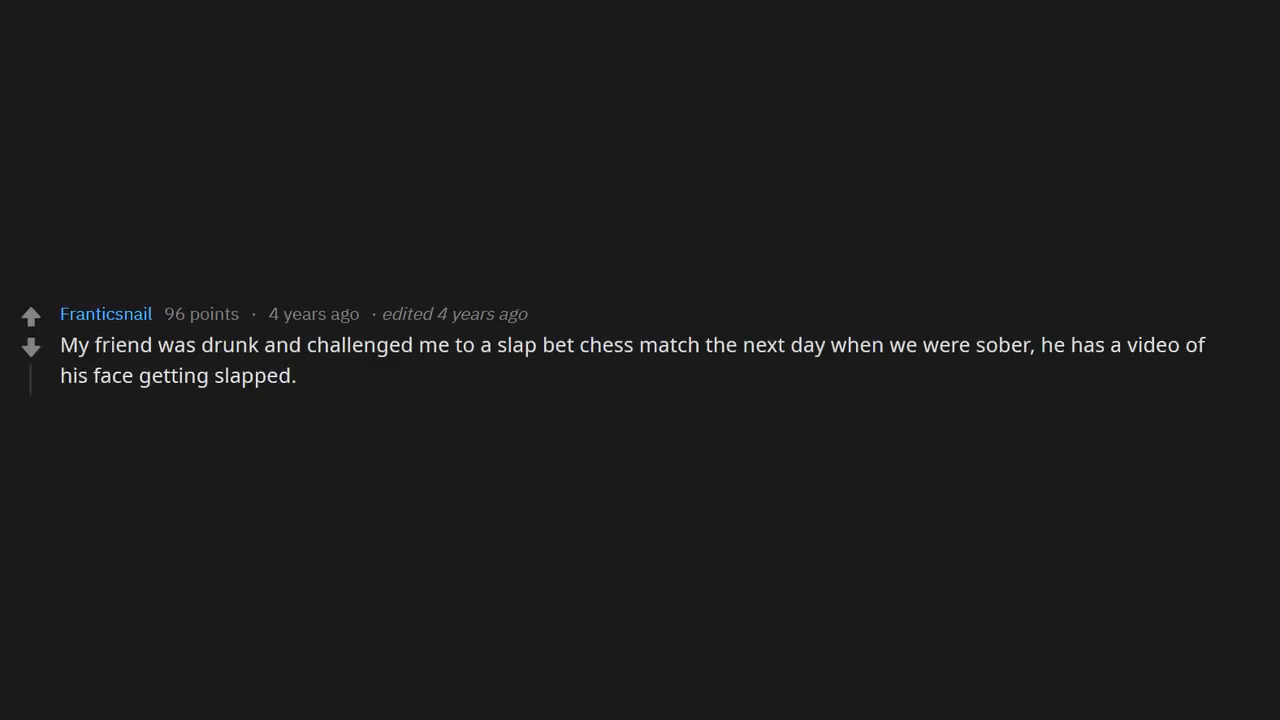 Franticsnail 96 points · 4 years ago · edited 4 years ago
My friend was drunk and challenged me to a slap bet chess match the next day when we were sober, he has a video of
his face getting slapped.